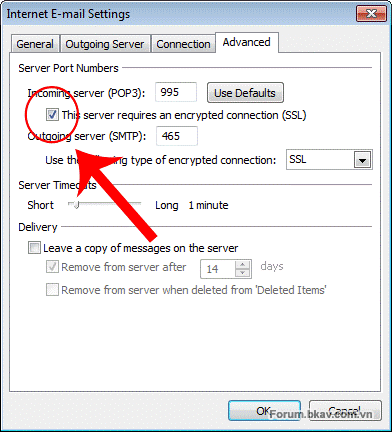 Internet E-mail Settings
General Outgoing Server Connection Advanced
Server Port Numbers
Incoming server (POP3): 995 Use Defaults
This server requires an encrypted connection (SSL)
Outgoing server (SMTP): 465
Use the following type of encrypted connection: SSL
Server Timeouts
Short Long 1 minute
Delivery
Leave a copy of messages on the server
Remove from server after 14 days
Remove from server when deleted from 'Deleted Items'
OK Cancel
Forum.bkav.com.vn